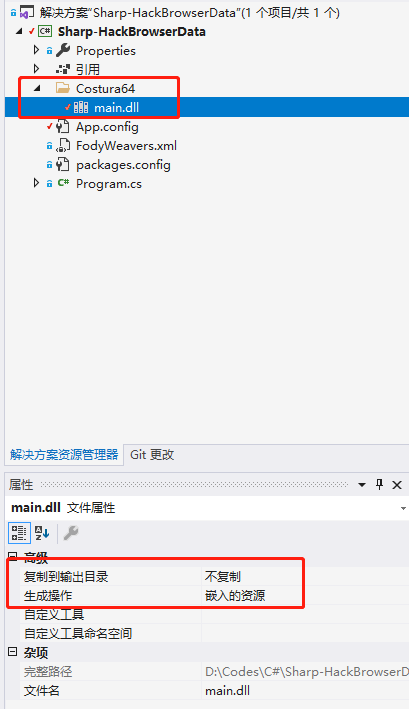 解决方案"Sharp-HackBrowserData"(1 个项目/共 1 个)
Sharp-HackBrowserData
Properties
引用
Costura64
main.dll
App.config
FodyWeavers.xml
packages.config
Program.cs
解决方案资源管理器 Git 更改
属性
main.dll 文件属性
高级
复制到输出目录 不复制
生成操作 嵌入的资源
自定义工具
自定义工具命名空间
杂项
完整路径 D:\Codes\C#\Sharp-HackBrowserD
文件名 main.dll